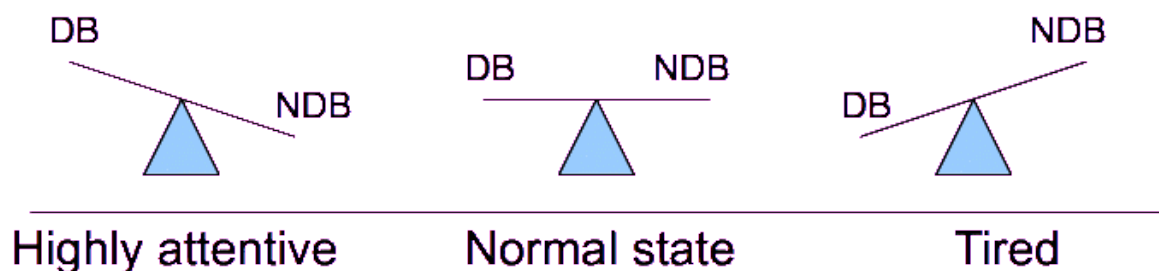 DB
NDB
DB
NDB
NDB
DB
Highly attentive
Normal state
Tired